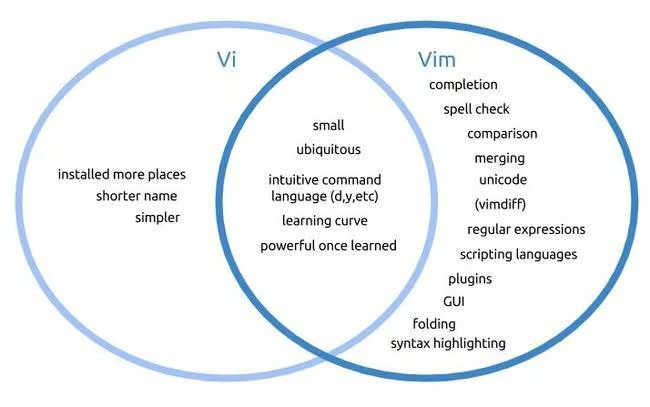 Vi
Vim
installed more places
shorter name
simpler
small
ubiquitous
intuitive command
language (d,y,etc)
learning curve
powerful once learned
completion
spell check
comparison
merging
unicode
(vimdiff)
regular expressions
scripting languages
plugins
GUI
folding
syntax highlighting